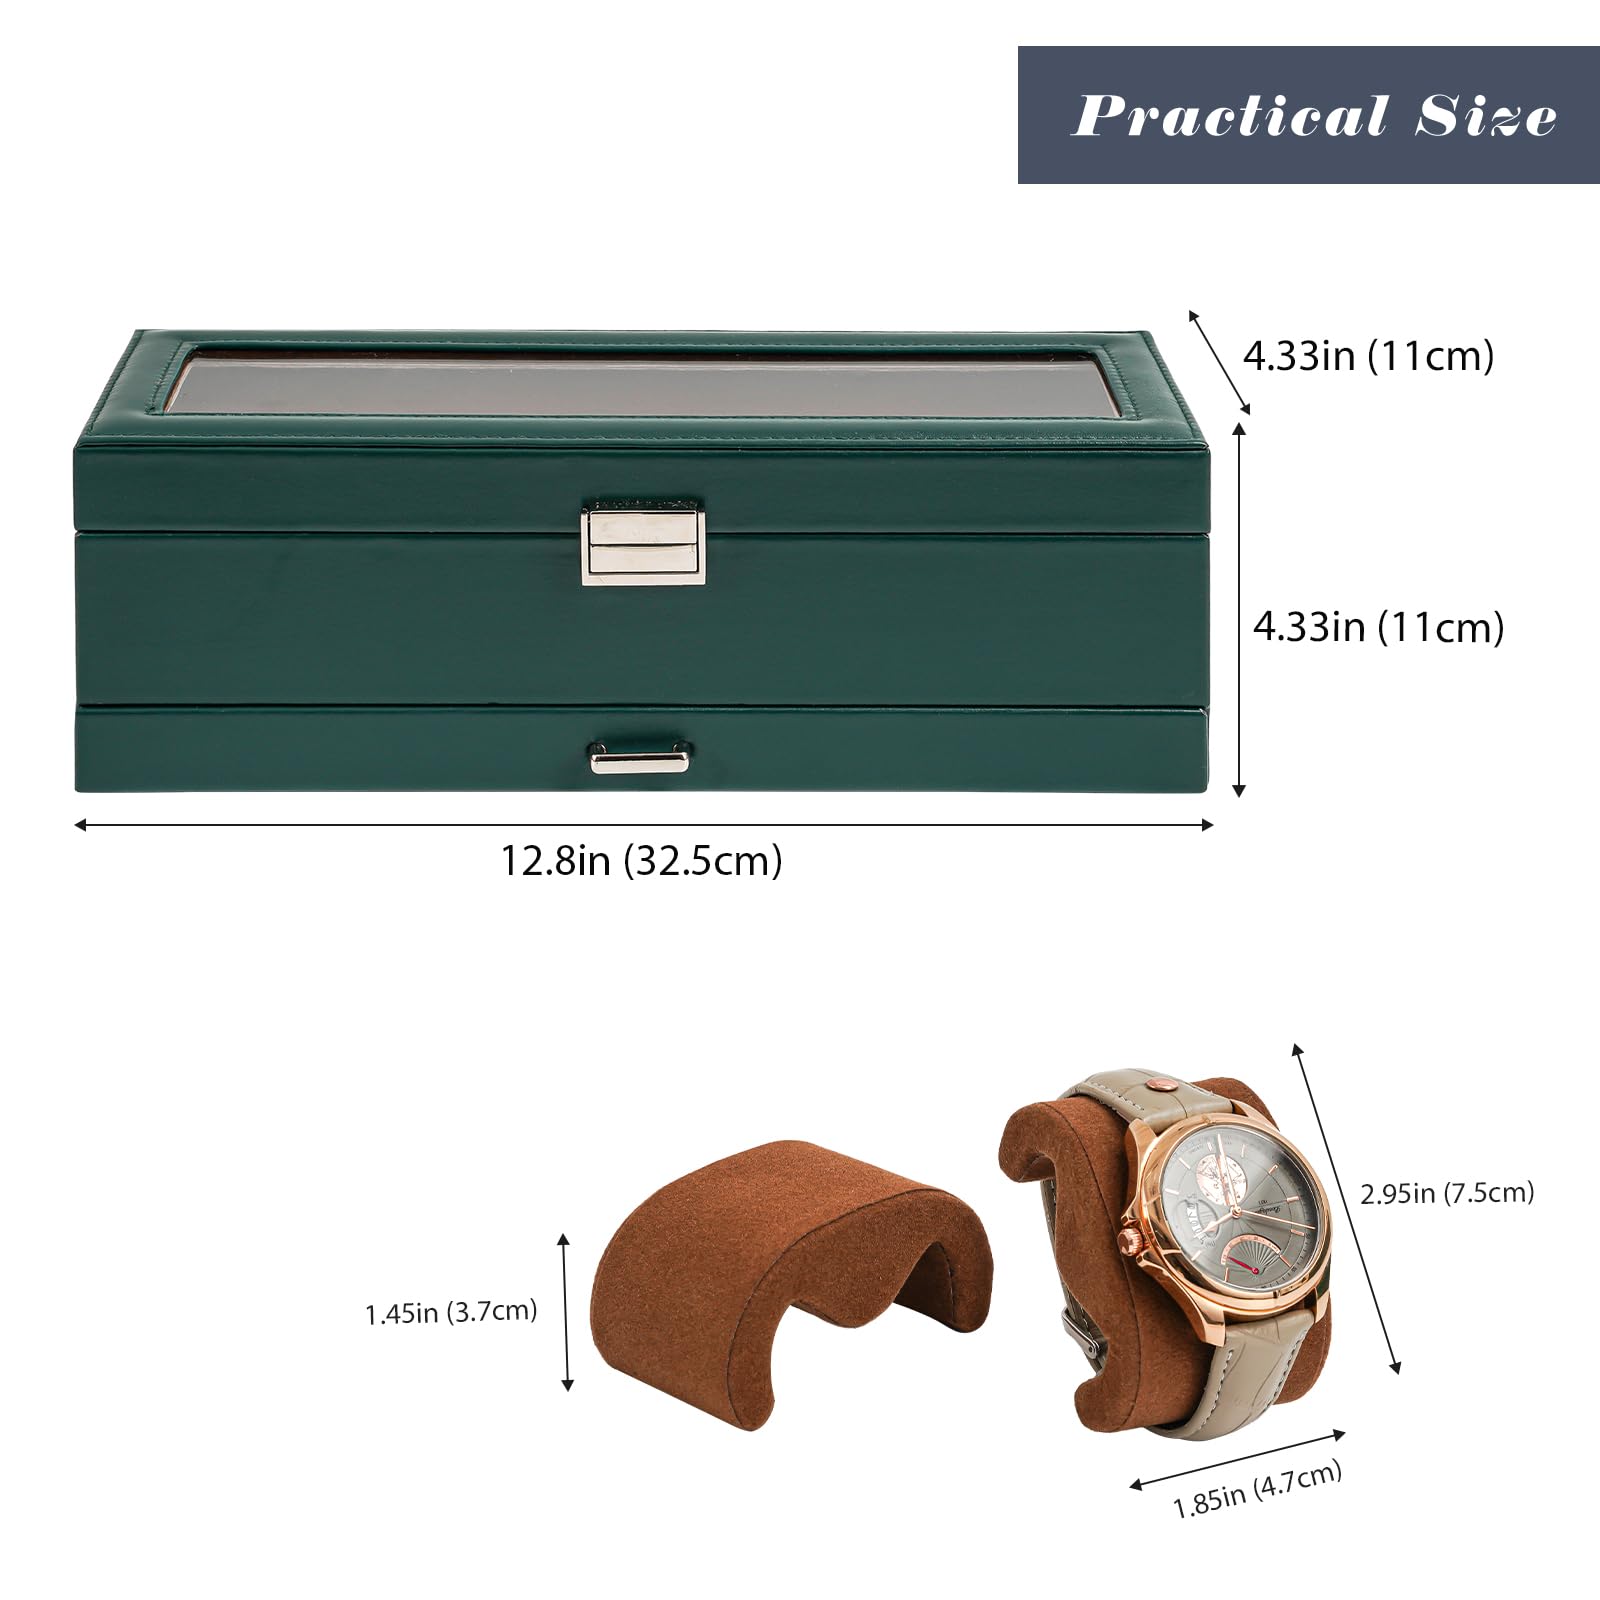 Practical Size
4.33in (11cm)
4.33in (11cm)
12.8in (32.5cm)
2.95in (7.5cm)
1.45in (3.7cm)
1.85in (4.7cm)